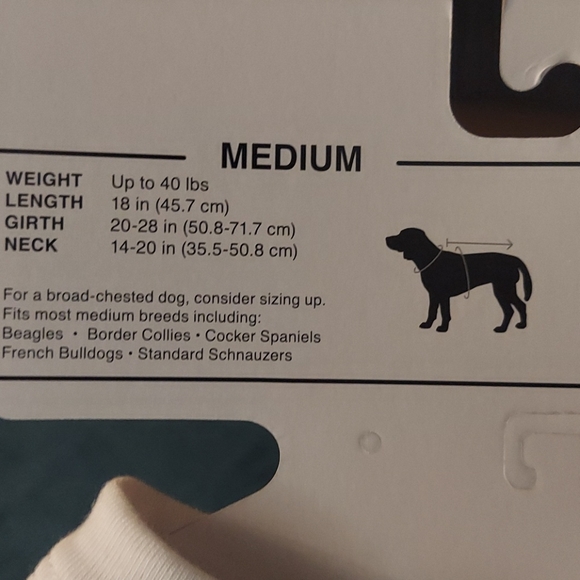 MEDIUM
WEIGHT Up to 40 lbs
LENGTH 18 in (45.7 cm)
GIRTH 20-28 in (50.8-71.7 cm)
NECK 14-20 in (35.5-50.8 cm)
For a broad-chested dog, consider sizing up.
Fits most medium breeds including:
Beagles • Border Collies • Cocker Spaniels
French Bulldogs • Standard Schnauzers